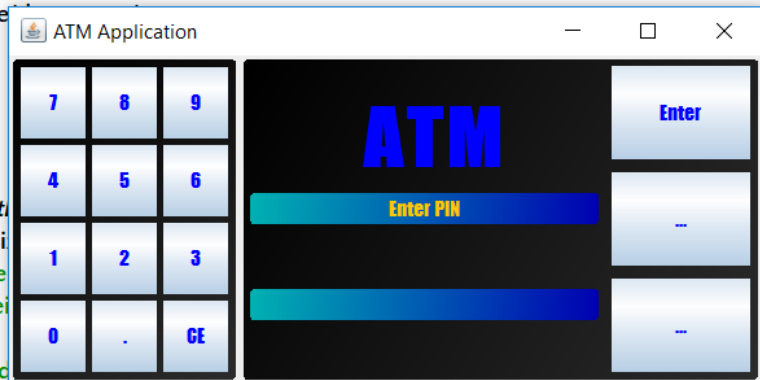 ATM Application
7 8 9
4 5 6
1 2 3
0 . CE
ATM
Enter PIN
Enter
...
...